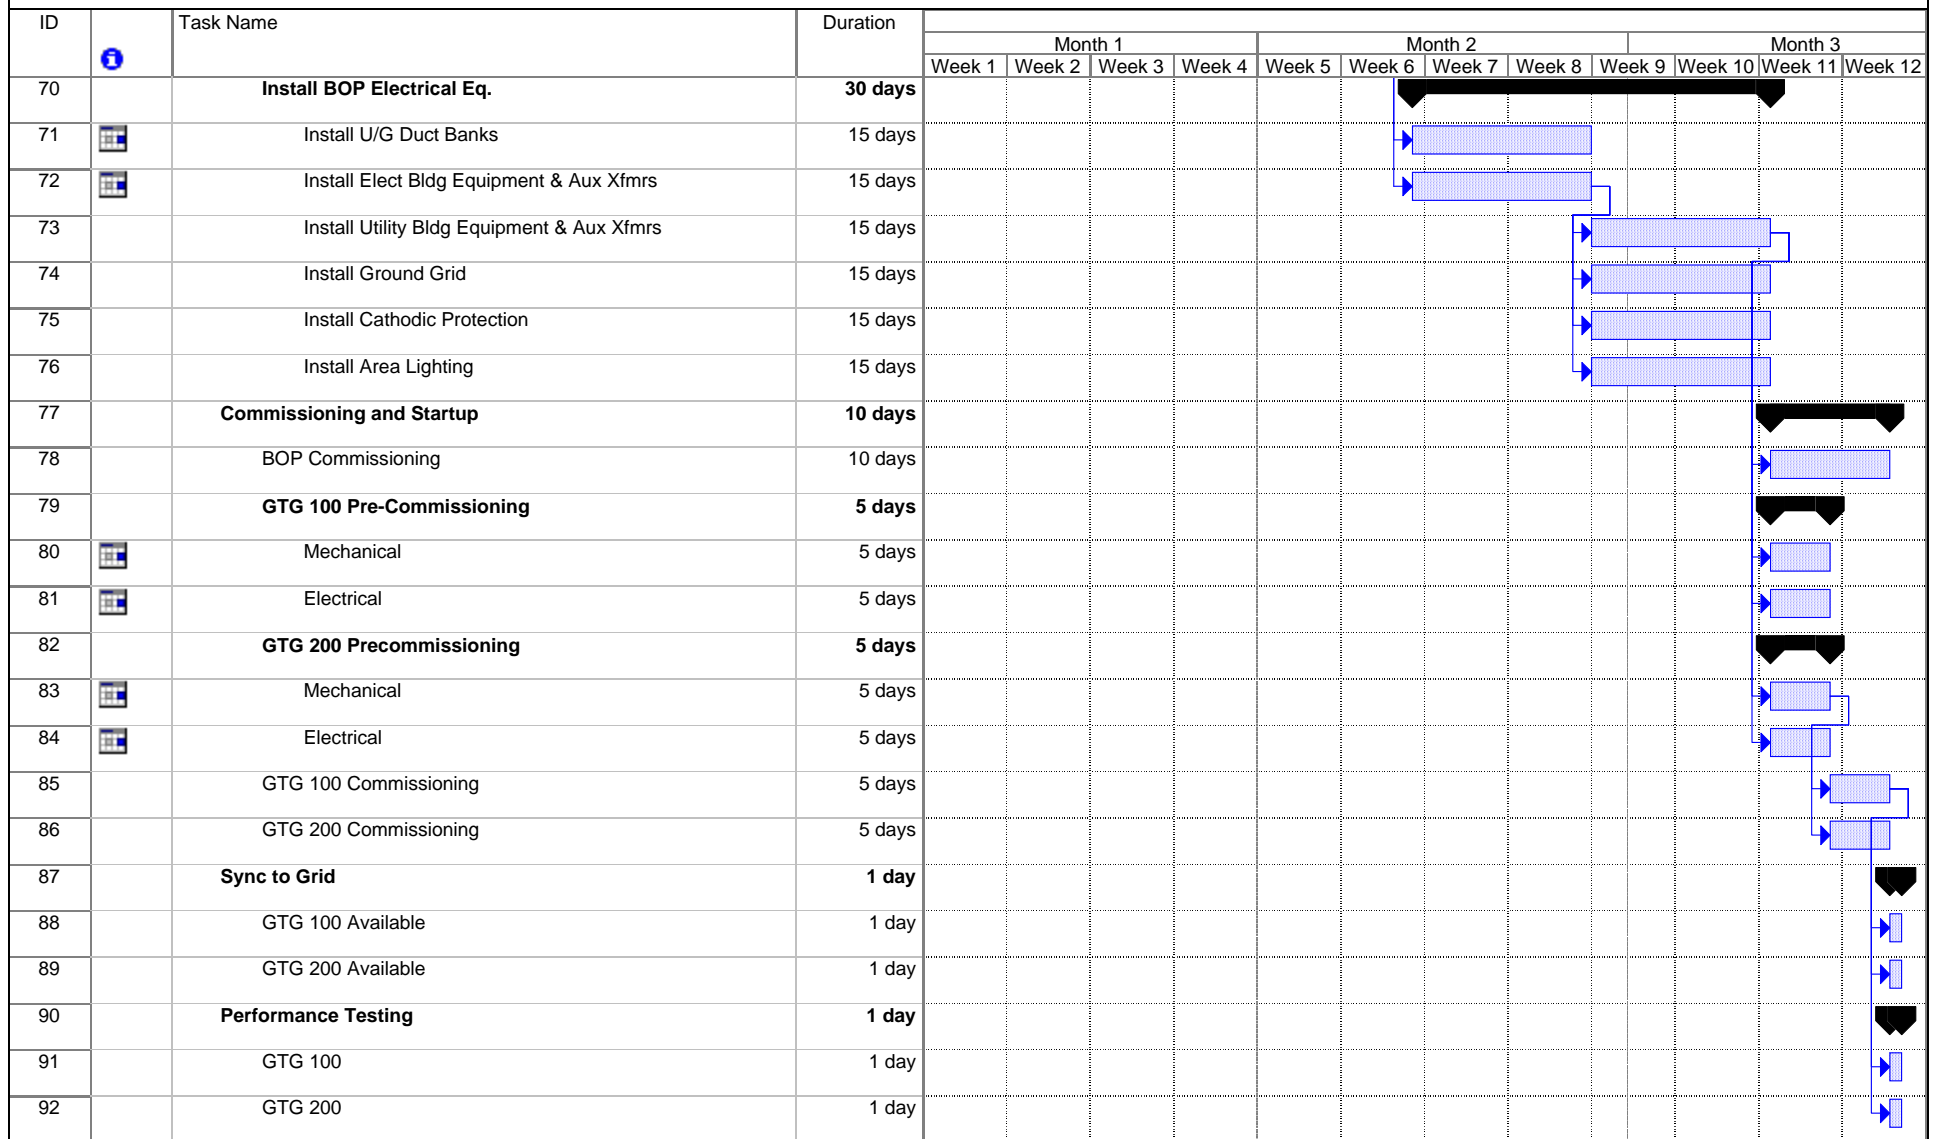 ID Task Name Duration
Month 1 Month 2 Month 3
Week 1 Week 2 Week 3 Week 4 Week 5 Week 6 Week 7 Week 8 Week 9 Week 10 Week 11 Week 12
70 Install BOP Electrical Eq. 30 days
71 Install U/G Duct Banks 15 days
72 Install Elect Bldg Equipment & Aux Xfmrs 15 days
73 Install Utility Bldg Equipment & Aux Xfmrs 15 days
74 Install Ground Grid 15 days
75 Install Cathodic Protection 15 days
76 Install Area Lighting 15 days
77 Commissioning and Startup 10 days
78 BOP Commissioning 10 days
79 GTG 100 Pre-Commissioning 5 days
80 Mechanical 5 days
81 Electrical 5 days
82 GTG 200 Precommissioning 5 days
83 Mechanical 5 days
84 Electrical 5 days
85 GTG 100 Commissioning 5 days
86 GTG 200 Commissioning 5 days
87 Sync to Grid 1 day
88 GTG 100 Available 1 day
89 GTG 200 Available 1 day
90 Performance Testing 1 day
91 GTG 100 1 day
92 GTG 200 1 day